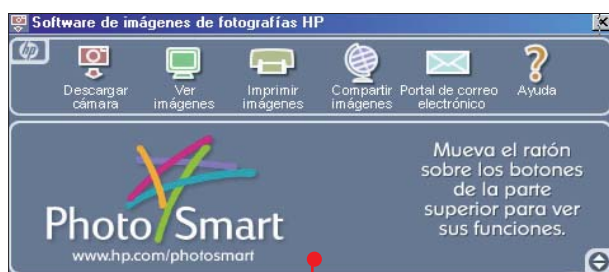 Software de imágenes de fotografías HP
hp
Descargar
cámara
Ver
imágenes
Imprimir
imágenes
Compartir
imágenes
Portal de correo
electrónico
Ayuda
Mueva el ratón
sobre los botones
de la parte
superior para ver
sus funciones.
Photo Smart
www.hp.com/photosmart